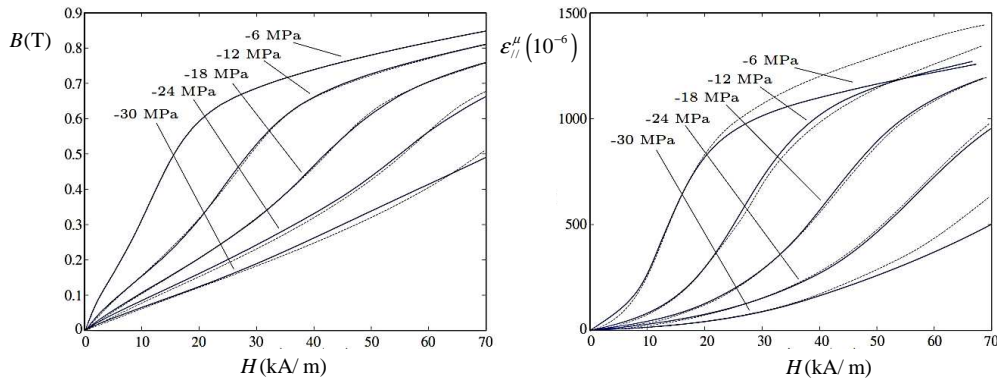 B(T)
0.9
0.8
0.7
0.6
0.5
0.4
0.3
0.2
0.1
0
-6 MPa
-12 MPa
-18 MPa
-24 MPa
-30 MPa
0 10 20 30 40 50 60 70
H(kA/ m)
ε//^μ (10⁻⁶)
1500
1000
500
0
-6 MPa
-12 MPa
-18 MPa
-24 MPa
-30 MPa
0 10 20 30 40 50 60 70
H(kA/ m)